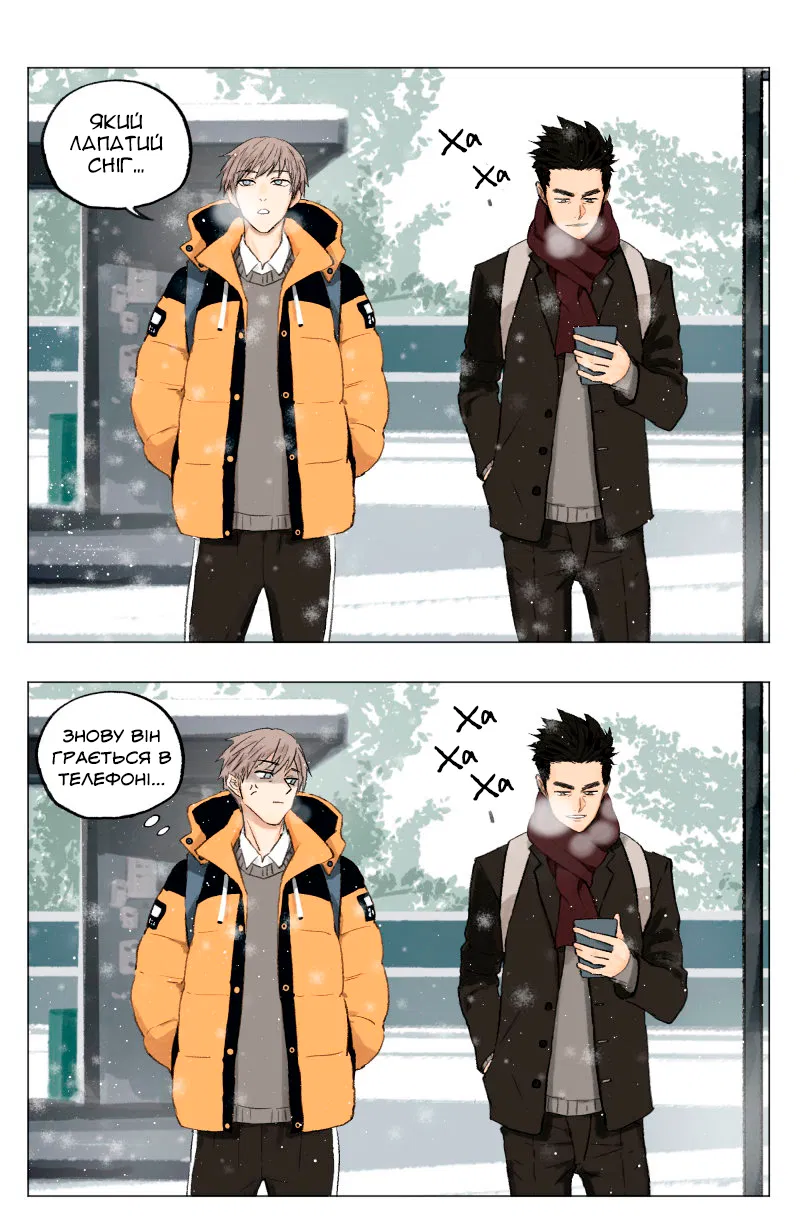 ЯКИЙ
ЛАПАТИЙ
СНІГ...
Ха
Ха
ЗНОВУ ВІН
ГРАЄТЬСЯ В
ТЕЛЕФОНІ...
Ха
Ха
Ха